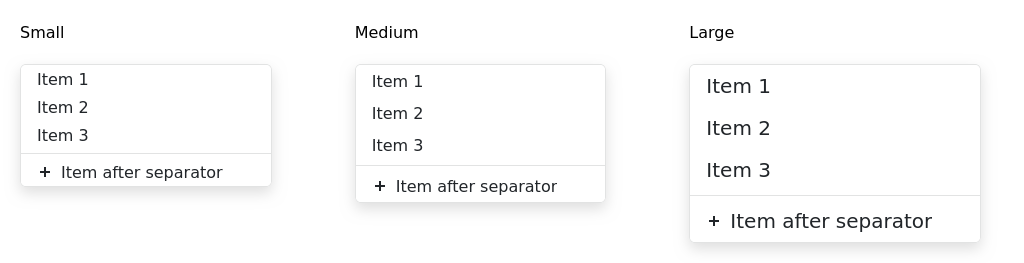 Small
Item 1
Item 2
Item 3
+ Item after separator
Medium
Item 1
Item 2
Item 3
+ Item after separator
Large
Item 1
Item 2
Item 3
+ Item after separator